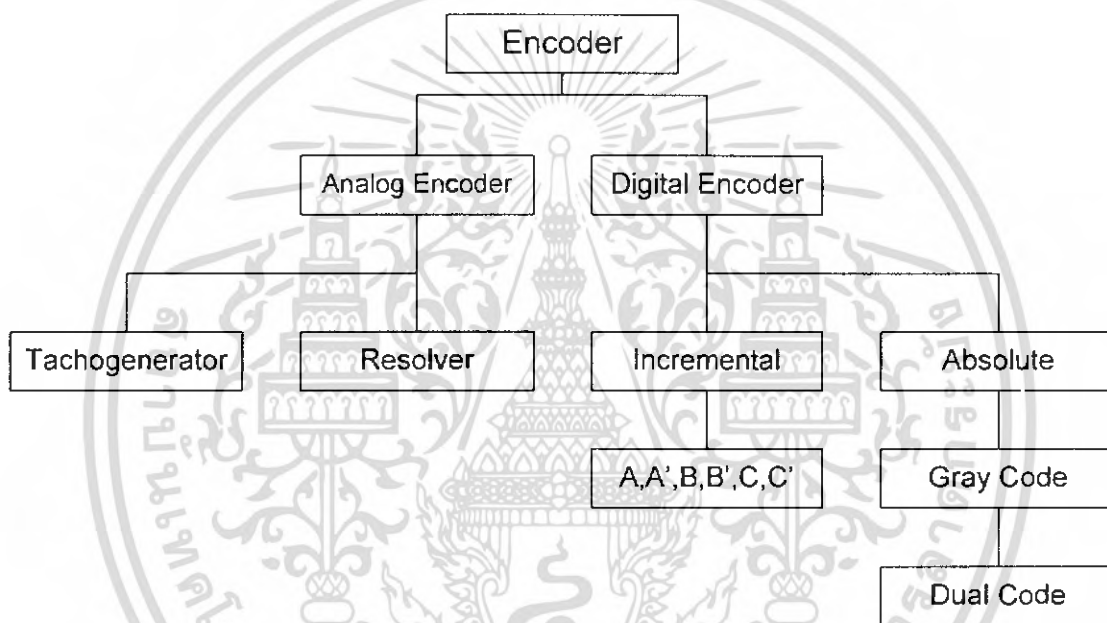 Encoder
Analog Encoder
Digital Encoder
Tachogenerator
Resolver
Incremental
Absolute
A,A',B,B',C,C'
Gray Code
Dual Code